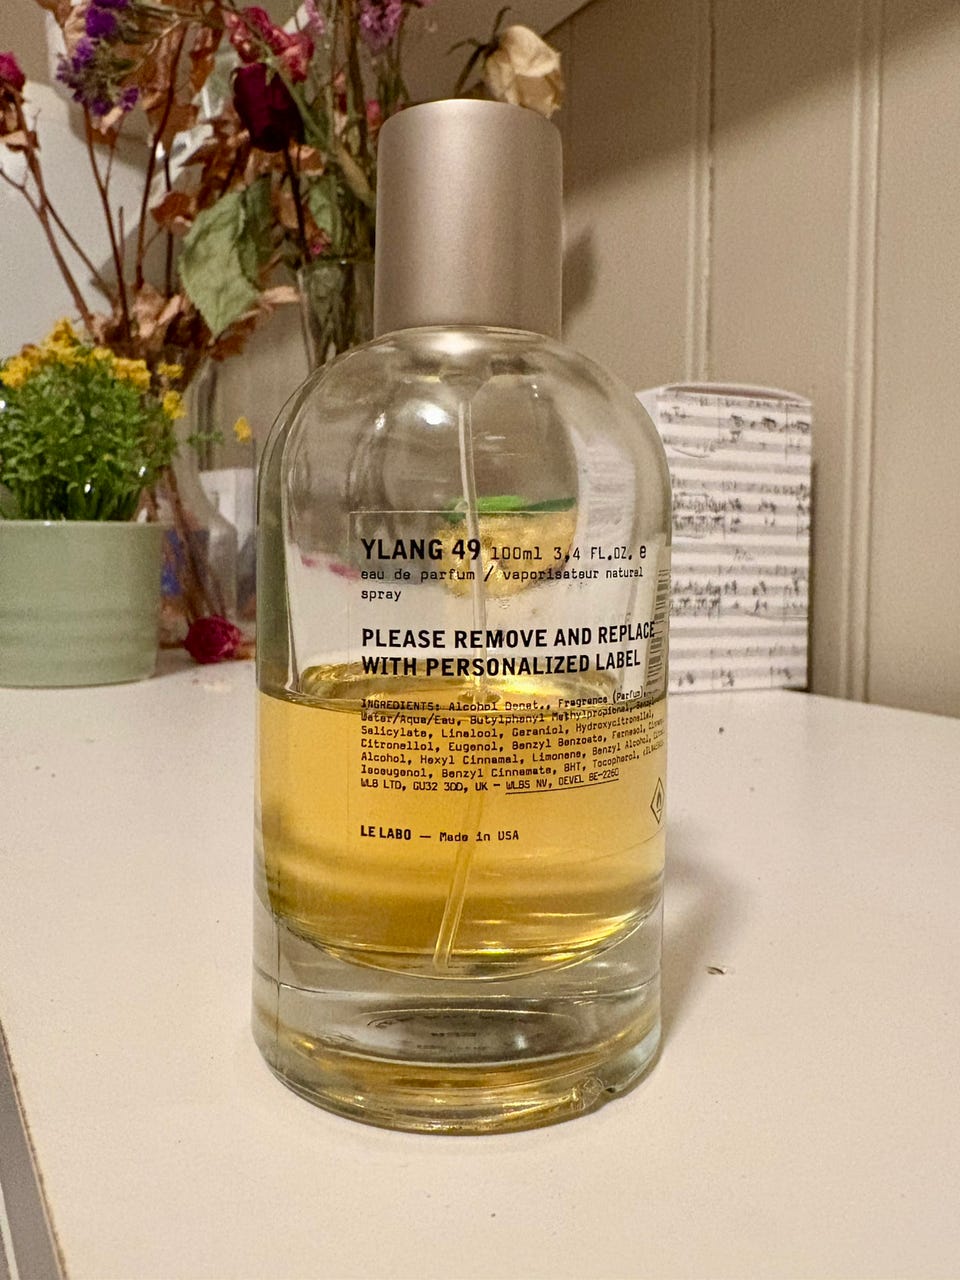 YLANG 49 100ml 3.4 FL.OZ. e
eau de parfum / vaporisateur natural
spray
PLEASE REMOVE AND REPLACE
WITH PERSONALIZED LABEL
INGREDIENTS: Alcohol Denat., Fragrance (Parfum),
Water/Aqua/Eau, Butylphenyl Methylpropional, Benzyl
Salicylate, Linalool, Geraniol, Hydroxycitronellal,
Citronellol, Eugenol, Benzyl Benzoate, Farnesol,
Alcohol, Hexyl Cinnamal, Limonene, Benzyl Alcohol,
Isoeugenol, Benzyl Cinnamate, BHT, Tocopherol.
WLB LTD, GU32 3DD, UK - WLBS NV, DEVEL BE-2260
LE LABO — Made in USA